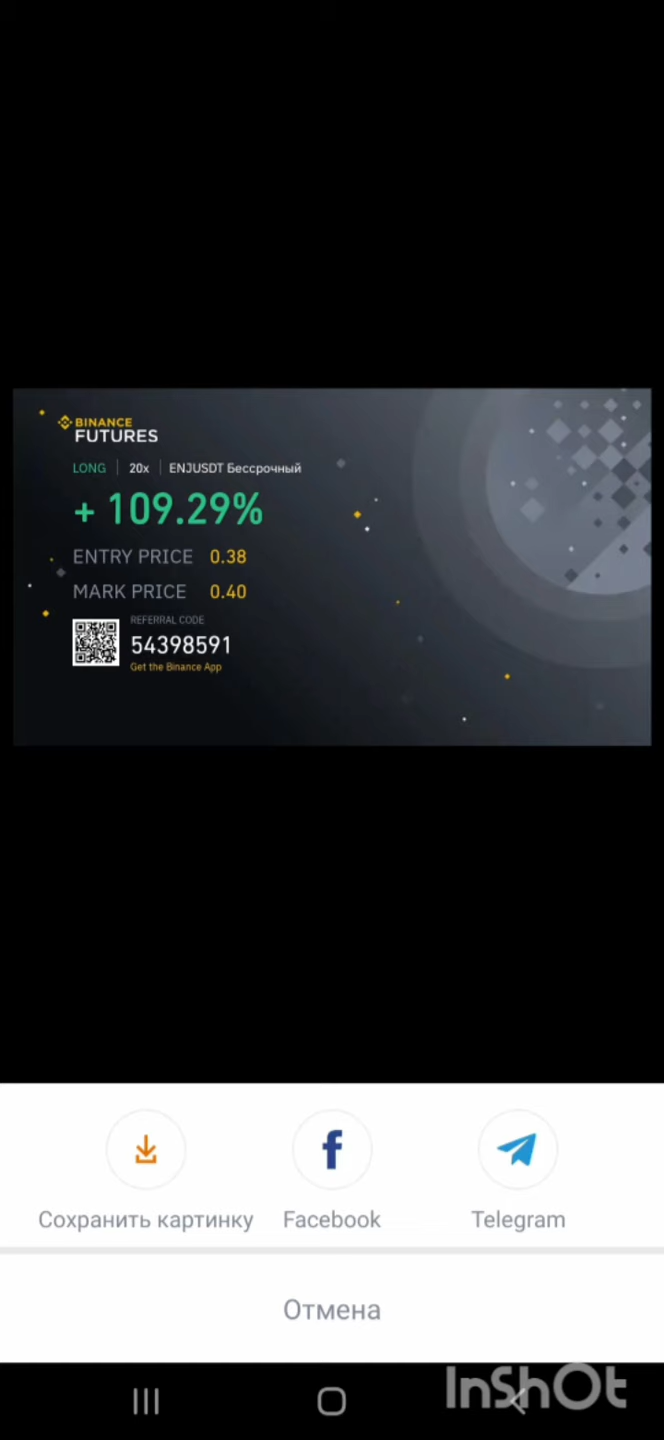 BINANCE
FUTURES
LONG 20x ENJUSDT Бессрочный
+ 109.29%
ENTRY PRICE 0.38
MARK PRICE 0.40
REFERRAL CODE
54398591
Get the Binance App
Сохранить картинку Facebook Telegram
Отмена
InShOt